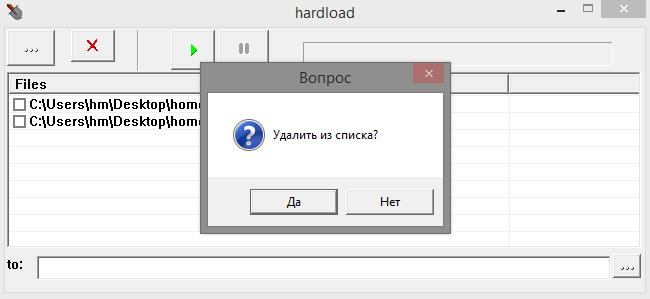 hardload
...
Files
C:\Users\hm\Desktop\home
C:\Users\hm\Desktop\home
Вопрос
Удалить из списка?
Да
Нет
to:
...